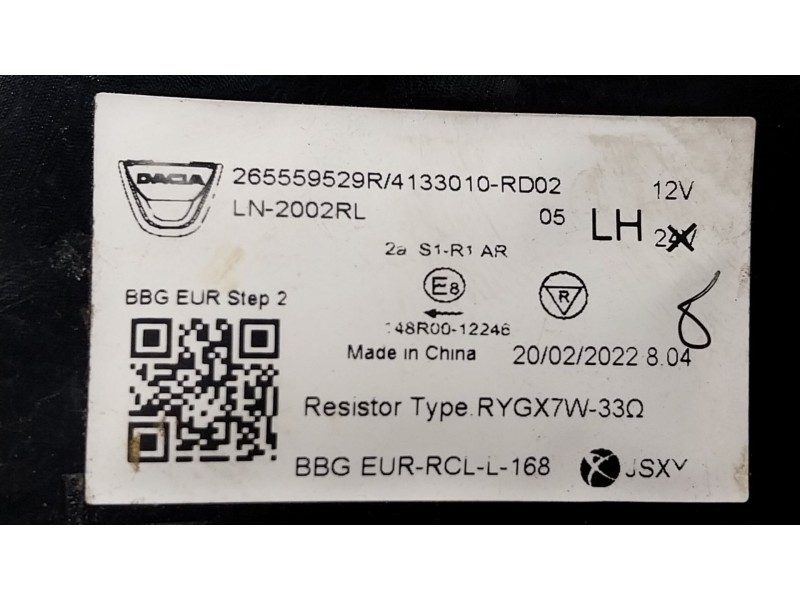 DACIA
265559529R/4133010-RD02
12V
LN-2002RL
05
LH
24V
2a S1-R1 AR
E8
R
BBG EUR Step 2
148R00-12246
8
Made in China
20/02/2022 8.04
Resistor Type.RYGX7W-33Ω
BBG EUR-RCL-L-168
JSXY